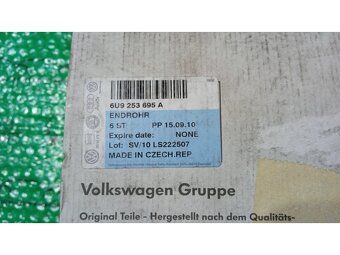 6U9 253 695 A
ENDROHR
6 ST PP 15.09.10
Expire date: NONE
Lot: SV/10 LS222507
MADE IN CZECH.REP
Volkswagen Gruppe
Original Teile - Hergestellt nach dem Qualitäts-